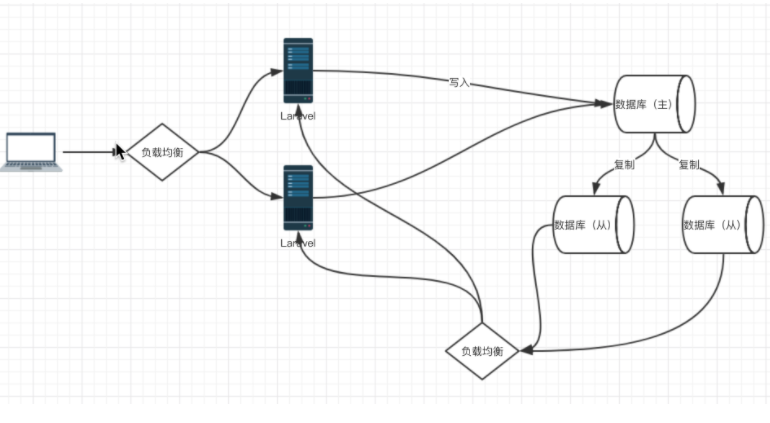 写入
数据库（主）
Laravel
负载均衡
复制
复制
数据库（从）
数据库（从）
Laravel
负载均衡